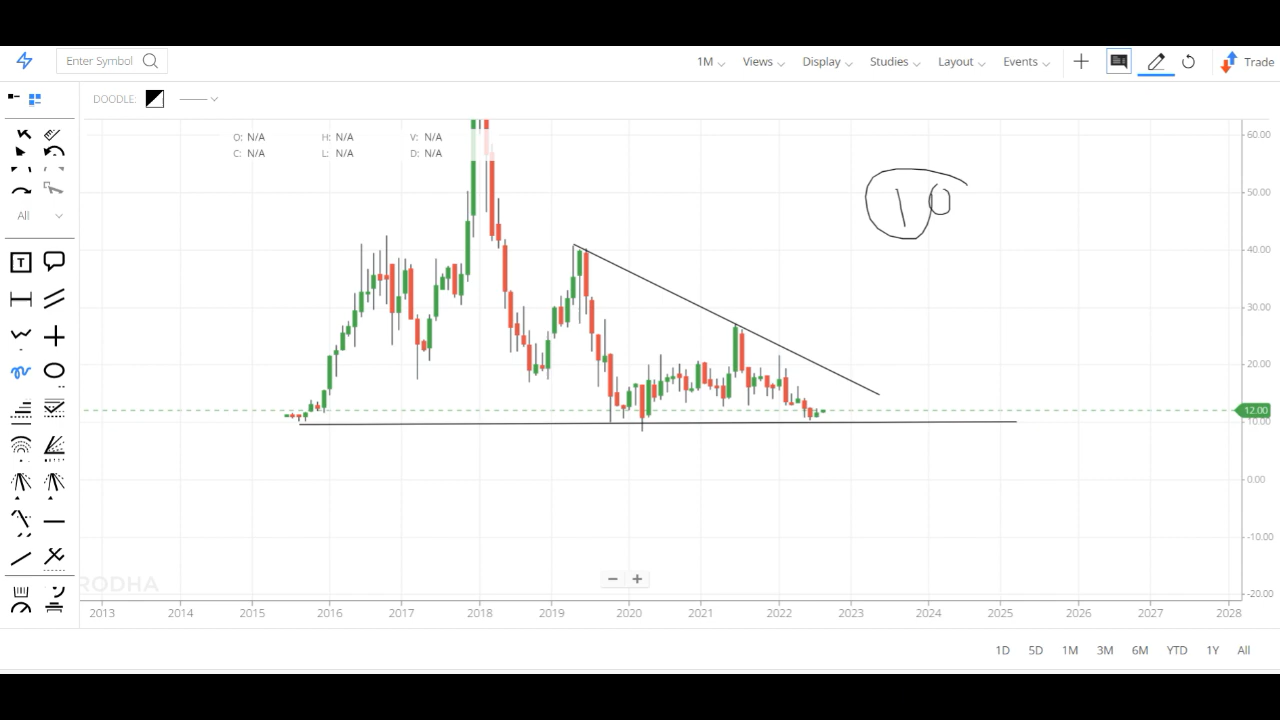 Enter Symbol 1M Views Display Studies Layout Events Trade
DOODLE:
O: N/A H: N/A V: N/A
C: N/A L: N/A D: N/A
All
T
10
60.00
50.00
40.00
30.00
20.00
12.00
10.00
0.00
-10.00
-20.00
RODHA
2013 2014 2015 2016 2017 2018 2019 2020 2021 2022 2023 2024 2025 2026 2027 2028
1D 5D 1M 3M 6M YTD 1Y All